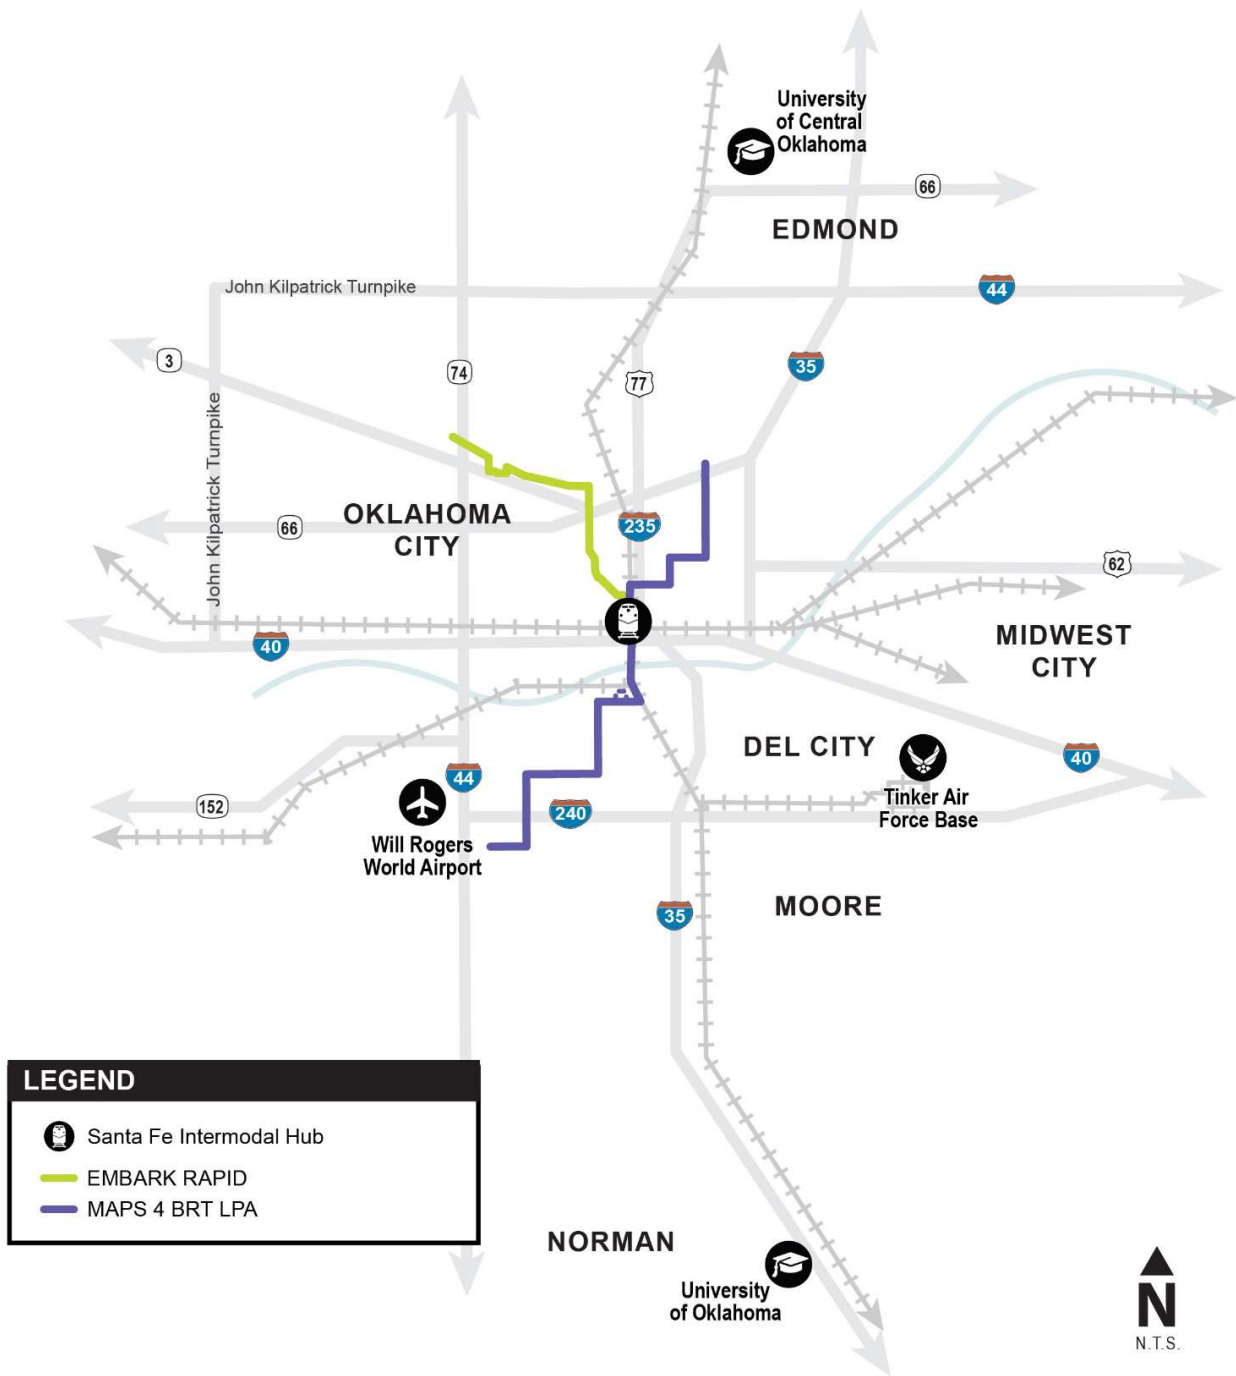 University
of Central
Oklahoma
66
EDMOND
John Kilpatrick Turnpike
44
3
35
74
77
John Kilpatrick Turnpike
OKLAHOMA
CITY
66
235
62
40
MIDWEST
CITY
DEL CITY
40
44
152
240
Tinker Air
Force Base
Will Rogers
World Airport
MOORE
35
LEGEND
Santa Fe Intermodal Hub
EMBARK RAPID
MAPS 4 BRT LPA
NORMAN
University
of Oklahoma
N
N.T.S.